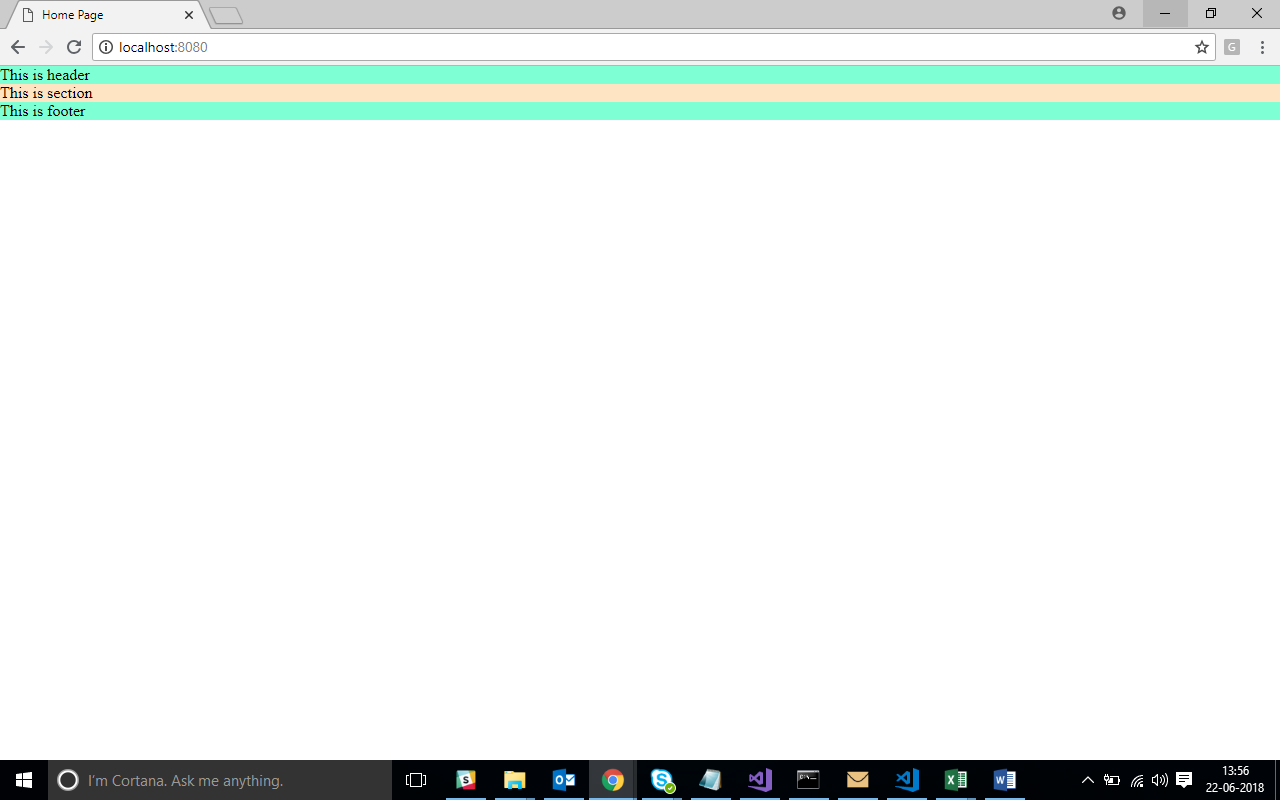 Home Page
localhost:8080
G
This is header
This is section
This is footer
I'm Cortana. Ask me anything.
13:56
22-06-2018